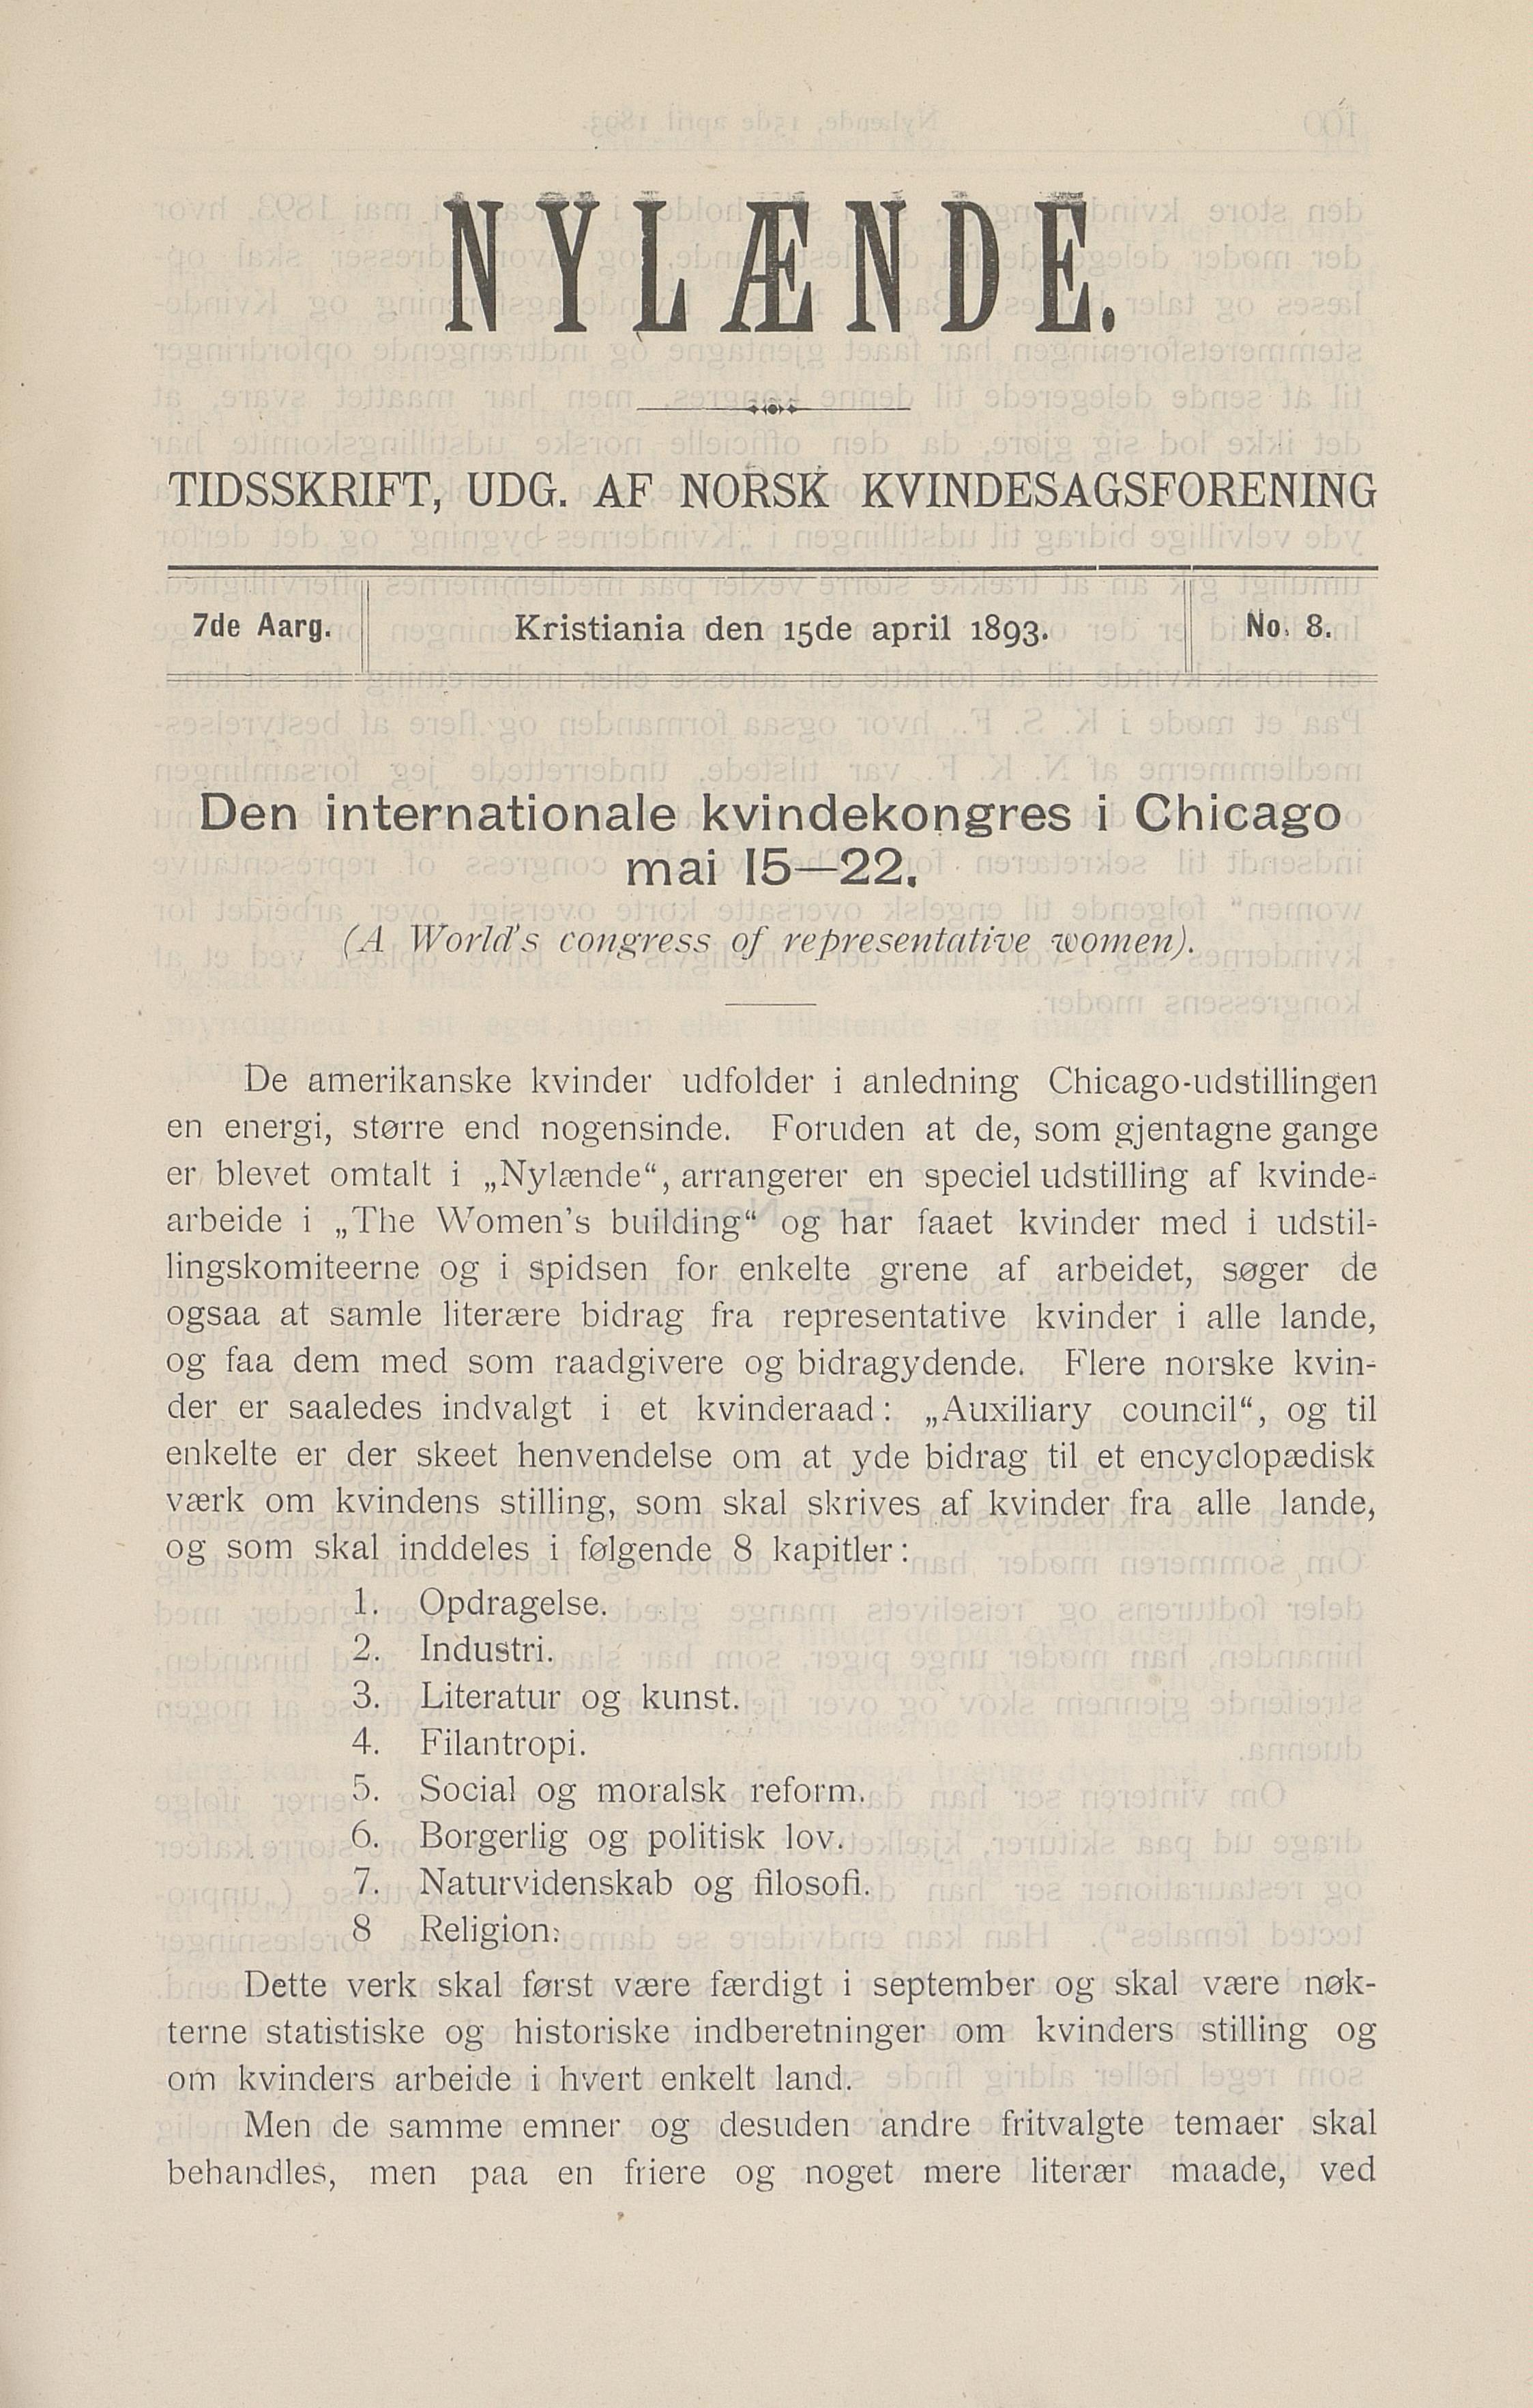 NYLÆNDE.
TIDSSKRIFT, UDG. AF NORSK KVINDESAGSFORENING
7de Aarg.
Kristiania den 15de april 1893.
No. 8.
Den internationale kvindekongres i Chicago
mai 15—22.
(A World's congress of representative women).
De amerikanske kvinder udfolder i anledning Chicago-udstillingen
en energi, større end nogensinde. Foruden at de, som gjentagne gange
er blevet omtalt i „Nylænde“, arrangerer en speciel udstilling af kvinde-
arbeide i „The Women's building“ og har faaet kvinder med i udstil-
lingskomiteerne og i spidsen for enkelte grene af arbeidet, søger de
ogsaa at samle literære bidrag fra representative kvinder i alle lande,
og faa dem med som raadgivere og bidragydende. Flere norske kvin-
der er saaledes indvalgt i et kvinderaad: „Auxiliary council“, og til
enkelte er der skeet henvendelse om at yde bidrag til et encyclopædisk
værk om kvindens stilling, som skal skrives af kvinder fra alle lande,
og som skal inddeles i følgende 8 kapitler:
1. Opdragelse.
2. Industri.
3. Literatur og kunst.
4. Filantropi.
5. Social og moralsk reform.
6. Borgerlig og politisk lov.
7. Naturvidenskab og filosofi.
8 Religion.
Dette verk skal først være færdigt i september og skal være nøk-
terne statistiske og historiske indberetninger om kvinders stilling og
om kvinders arbeide i hvert enkelt land.
Men de samme emner og desuden andre fritvalgte temaer skal
behandles, men paa en friere og noget mere literær maade, ved